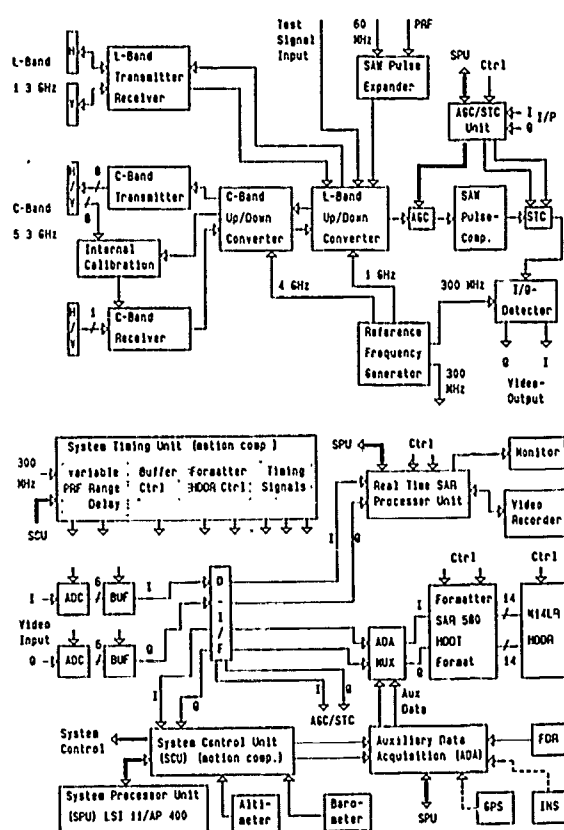 L-Band
1 3 GHz
H
V
L-Band
Transmitter
Receiver
Test
Signal
Input
60
MHz
PRF
SAW Pulse
Expander
SPU
Ctrl
AGC/STC
Unit
I
Q
I/P
C-Band
5 3 GHz
H
/
V
6
6
C-Band
Transmitter
Internal
Calibration
H
/
V
1
C-Band
Receiver
C-Band
Up/Down
Converter
L-Band
Up/Down
Converter
AGC
SAW
Pulse-
Comp.
STC
4 GHz
1 GHz
300 MHz
I/Q-
Detector
Reference
Frequency
Generator
300
MHz
Q
I
Video-
Output
System Timing Unit (motion comp )
300
MHz
SCU
variable
PRF Range
Delay
Buffer
Ctrl
Formatter
HDDR Ctrl
Timing
Signals
SPU
Ctrl
Real Time SAR
Processor Unit
Monitor
Video
Recorder
I
Q
I
ADC
6
BUF
I
Video
Input
Q
ADC
6
BUF
Q
D
-
I
/
F
ADA
MUX
I
Q
Ctrl
Formatter
SAR 580
HDDT
Format
14
14
Ctrl
M14LR
HDDR
I
Q
I
Q
AGC/STC
Aux
Data
System
Control
System Control Unit
(SCU) (motion comp.)
Auxiliary Data
Acquisition (ADA)
FDR
System Processor Unit
(SPU) LSI 11/AP 400
Alti-
meter
Baro-
meter
SPU
GPS
INS